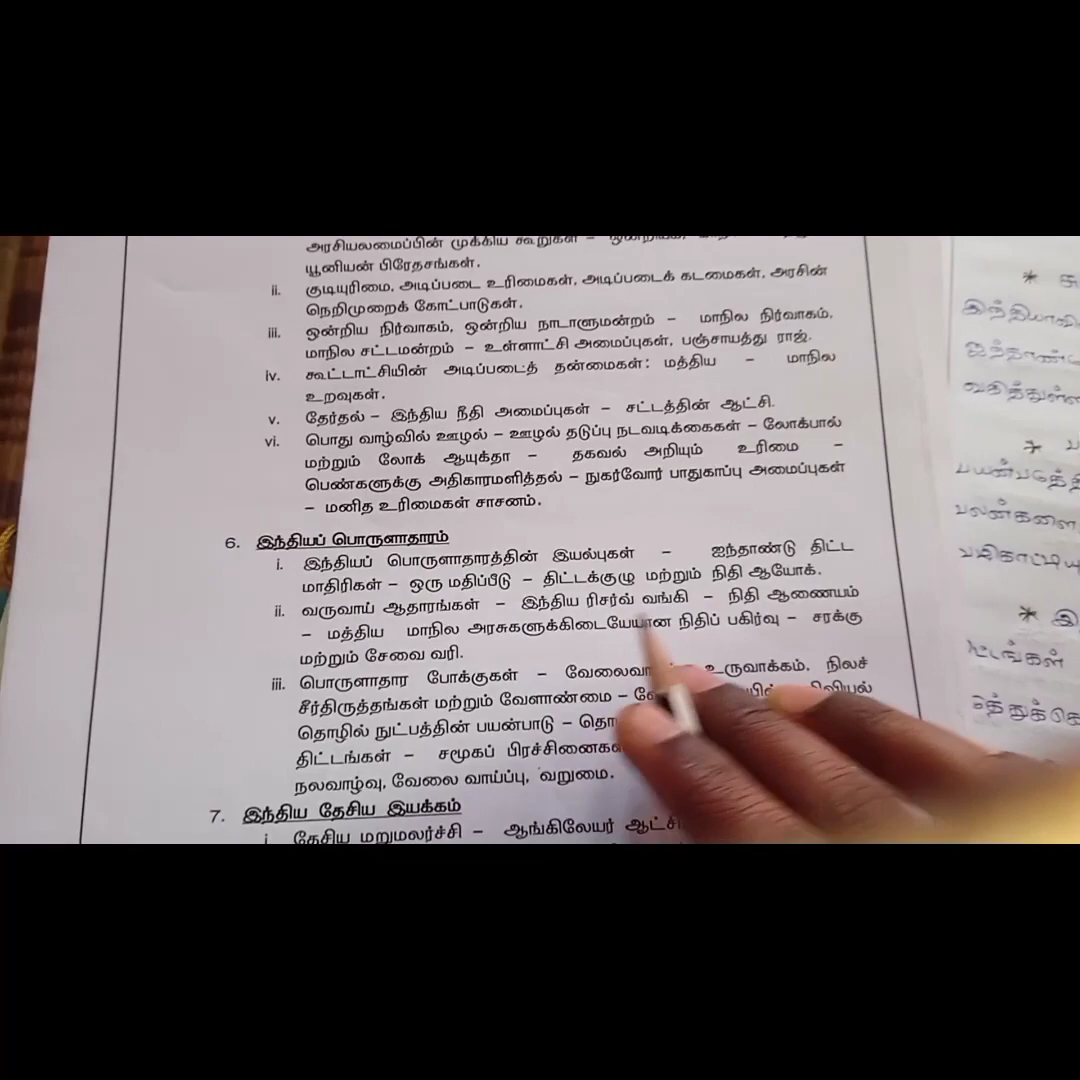 அரசியலமைப்பின் முக்கிய கூறுகள் –
யூனியன் பிரதேசங்கள்.
ii. குடியுரிமை, அடிப்படை உரிமைகள், அடிப்படைக் கடமைகள், அரசின்
நெறிமுறைக் கோட்பாடுகள்.
iii. ஒன்றிய நிர்வாகம், ஒன்றிய நாடாளுமன்றம் – மாநில நிர்வாகம்,
மாநில சட்டமன்றம் – உள்ளாட்சி அமைப்புகள், பஞ்சாயத்து ராஜ்.
iv. கூட்டாட்சியின் அடிப்படைத் தன்மைகள்: மத்திய – மாநில
உறவுகள்.
v. தேர்தல் – இந்திய நீதி அமைப்புகள் – சட்டத்தின் ஆட்சி.
vi. பொது வாழ்வில் ஊழல் – ஊழல் தடுப்பு நடவடிக்கைகள் – லோக்பால்
மற்றும் லோக் ஆயுக்தா – தகவல் அறியும் உரிமை –
பெண்களுக்கு அதிகாரமளித்தல் – நுகர்வோர் பாதுகாப்பு அமைப்புகள்
– மனித உரிமைகள் சாசனம்.
6. இந்தியப் பொருளாதாரம்
i. இந்தியப் பொருளாதாரத்தின் இயல்புகள் – ஐந்தாண்டு திட்ட
மாதிரிகள் – ஒரு மதிப்பீடு – திட்டக்குழு மற்றும் நிதி ஆயோக்.
ii. வருவாய் ஆதாரங்கள் – இந்திய ரிசர்வ் வங்கி – நிதி ஆணையம்
– மத்திய மாநில அரசுகளுக்கிடையேயான நிதிப் பகிர்வு – சரக்கு
மற்றும் சேவை வரி.
iii. பொருளாதார போக்குகள் – உருவாக்கம், நிலச்
சீர்திருத்தங்கள் மற்றும் வேளாண்மை –
தொழில் நுட்பத்தின் பயன்பாடு –
திட்டங்கள் – சமூகப்
நலவாழ்வு, வேலை வாய்ப்பு, வறுமை.
7. இந்திய தேசிய இயக்கம்
i. தேசிய மறுமலர்ச்சி – ஆங்கிலேயர்